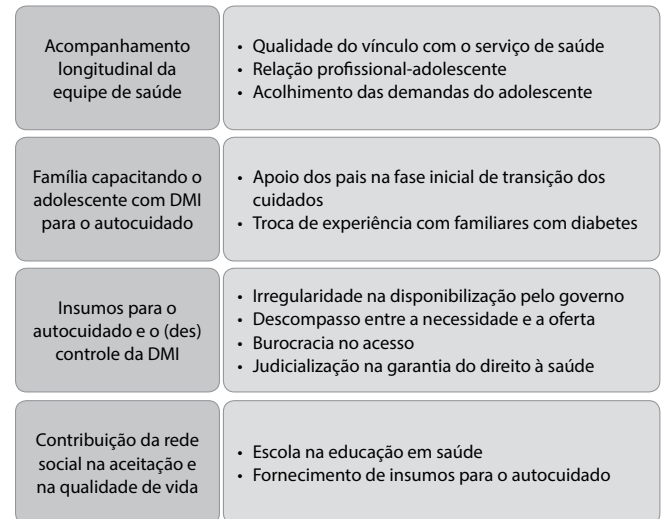 Acompanhamento
longitudinal da
equipe de saúde
• Qualidade do vínculo com o serviço de saúde
• Relação profissional-adolescente
• Acolhimento das demandas do adolescente
Família capacitando o
adolescente com DMI
para o autocuidado
• Apoio dos pais na fase inicial de transição dos
cuidados
• Troca de experiência com familiares com diabetes
Insumos para o
autocuidado e o (des)
controle da DMI
• Irregularidade na disponibilização pelo governo
• Descompasso entre a necessidade e a oferta
• Burocracia no acesso
• Judicialização na garantia do direito à saúde
Contribuição da rede
social na aceitação e
na qualidade de vida
• Escola na educação em saúde
• Fornecimento de insumos para o autocuidado